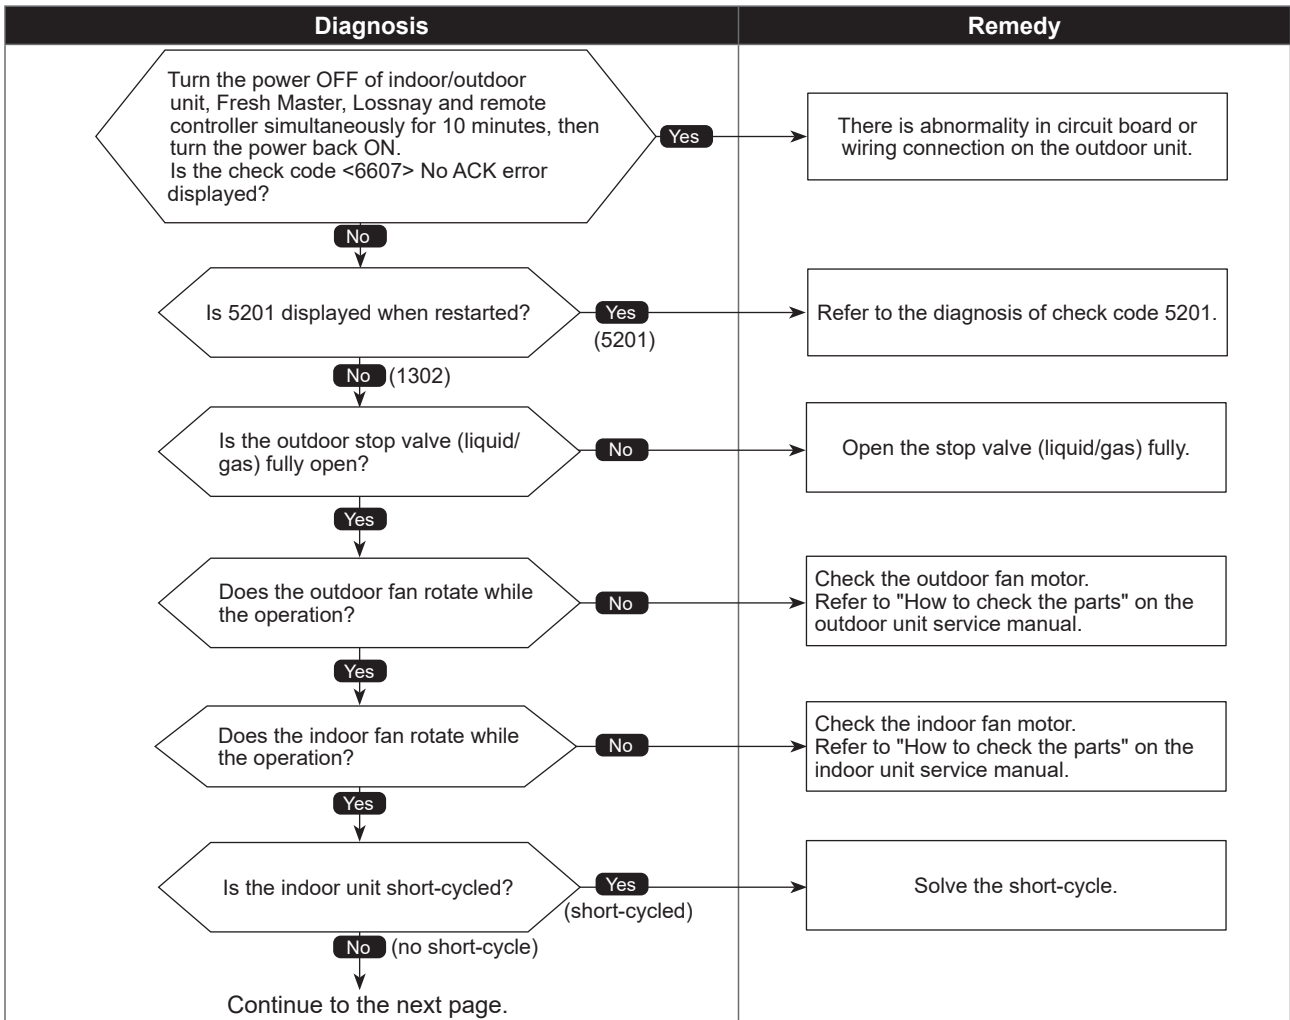 Diagnosis
Remedy
Turn the power OFF of indoor/outdoor
unit, Fresh Master, Lossnay and remote
controller simultaneously for 10 minutes, then
turn the power back ON.
Is the check code <6607> No ACK error
displayed?
Yes
There is abnormality in circuit board or
wiring connection on the outdoor unit.
No
Is 5201 displayed when restarted?
Yes
(5201)
Refer to the diagnosis of check code 5201.
No (1302)
Is the outdoor stop valve (liquid/
gas) fully open?
No
Open the stop valve (liquid/gas) fully.
Yes
Does the outdoor fan rotate while
the operation?
No
Check the outdoor fan motor.
Refer to "How to check the parts" on the
outdoor unit service manual.
Yes
Does the indoor fan rotate while
the operation?
No
Check the indoor fan motor.
Refer to "How to check the parts" on the
indoor unit service manual.
Yes
Is the indoor unit short-cycled?
Yes
(short-cycled)
Solve the short-cycle.
No (no short-cycle)
Continue to the next page.